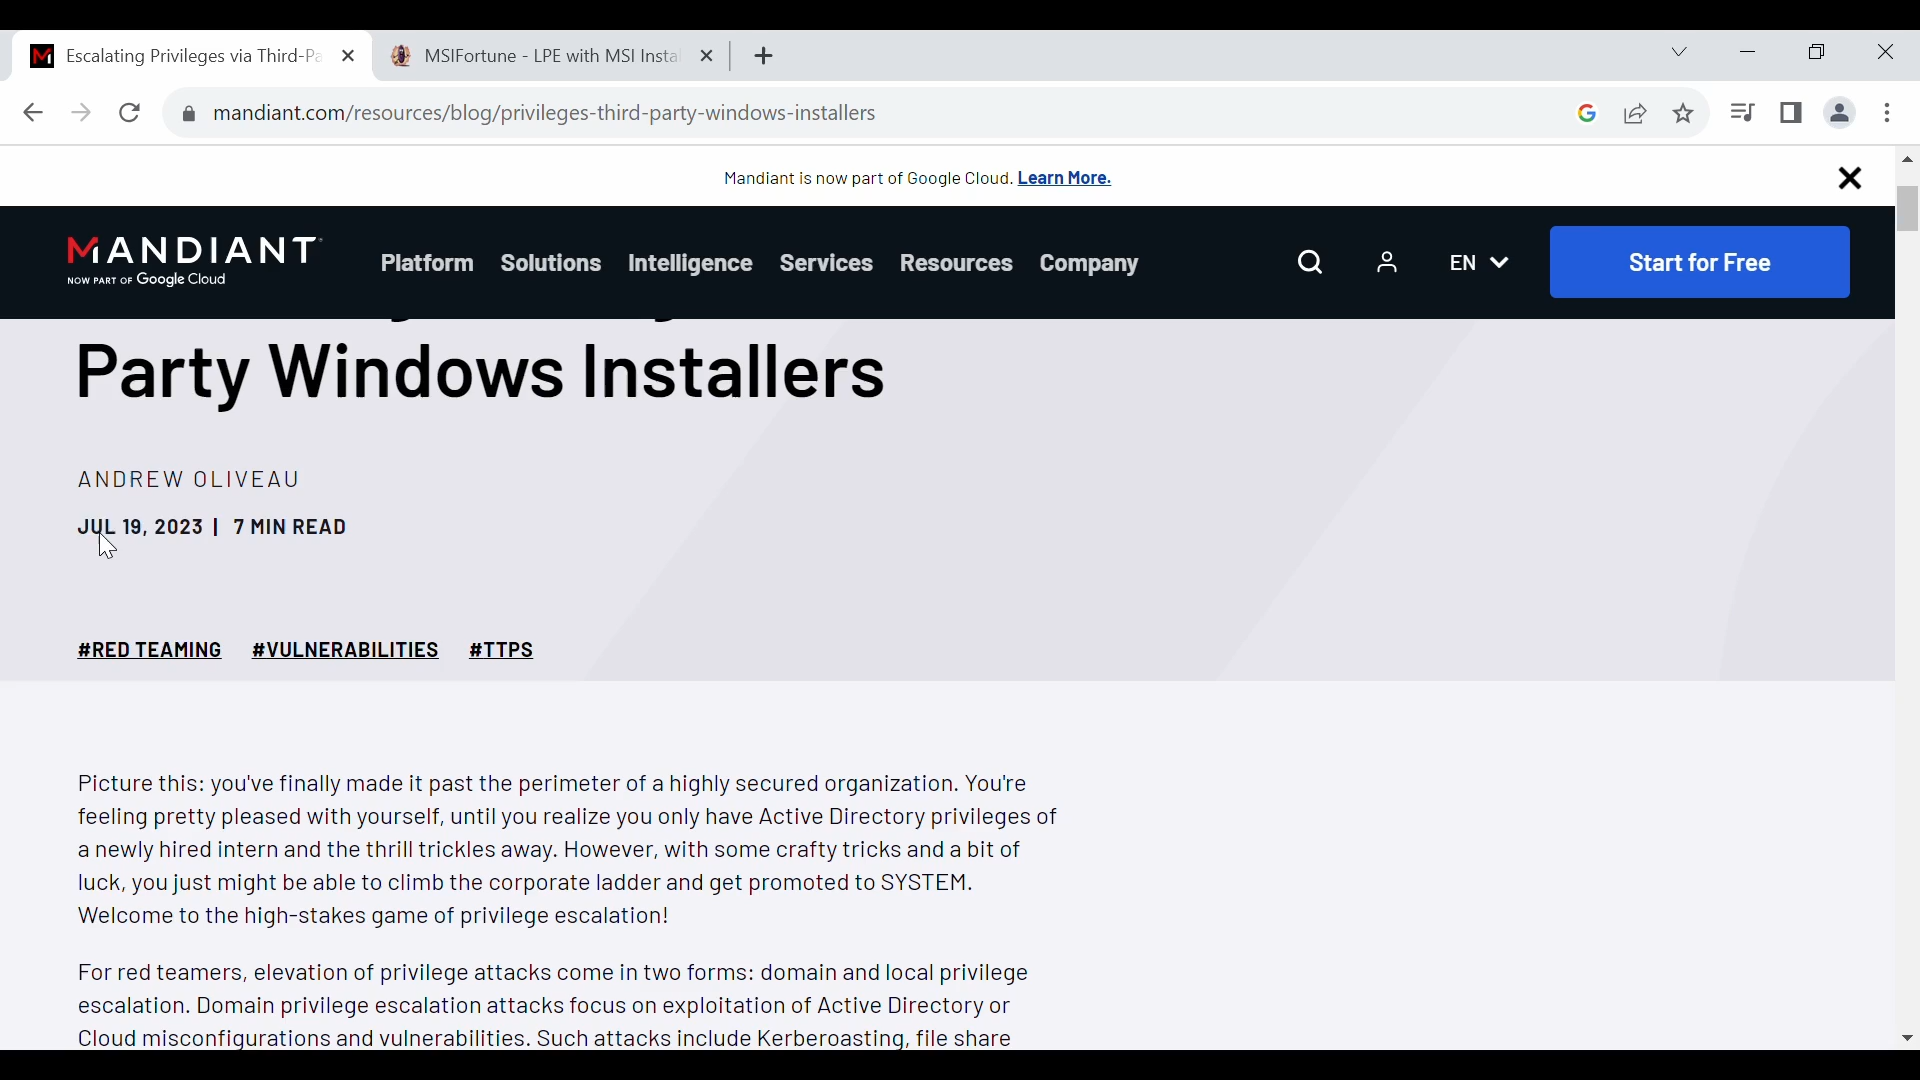 Escalating Privileges via Third-Pa
MSIFortune - LPE with MSI Instal
mandiant.com/resources/blog/privileges-third-party-windows-installers
Mandiant is now part of Google Cloud. Learn More.
MANDIANT
NOW PART OF Google Cloud
Platform Solutions Intelligence Services Resources Company
EN
Start for Free
Party Windows Installers
ANDREW OLIVEAU
JUL 19, 2023 | 7 MIN READ
#RED TEAMING #VULNERABILITIES #TTPS
Picture this: you've finally made it past the perimeter of a highly secured organization. You're
feeling pretty pleased with yourself, until you realize you only have Active Directory privileges of
a newly hired intern and the thrill trickles away. However, with some crafty tricks and a bit of
luck, you just might be able to climb the corporate ladder and get promoted to SYSTEM.
Welcome to the high-stakes game of privilege escalation!
For red teamers, elevation of privilege attacks come in two forms: domain and local privilege
escalation. Domain privilege escalation attacks focus on exploitation of Active Directory or
Cloud misconfigurations and vulnerabilities. Such attacks include Kerberoasting, file share